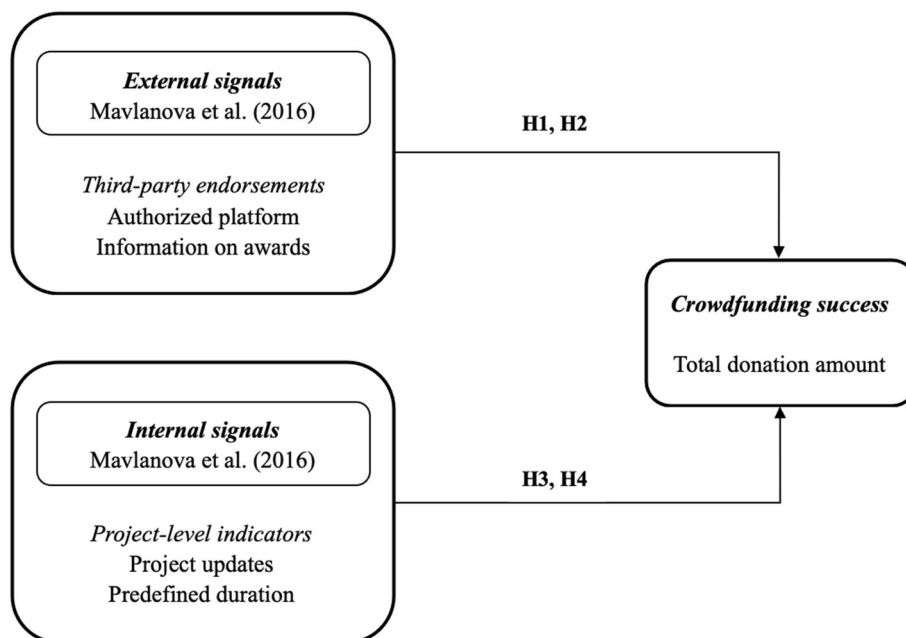 External signals
Mavlanova et al. (2016)
Third-party endorsements
Authorized platform
Information on awards
H1, H2
Crowdfunding success
Total donation amount
Internal signals
Mavlanova et al. (2016)
Project-level indicators
Project updates
Predefined duration
H3, H4